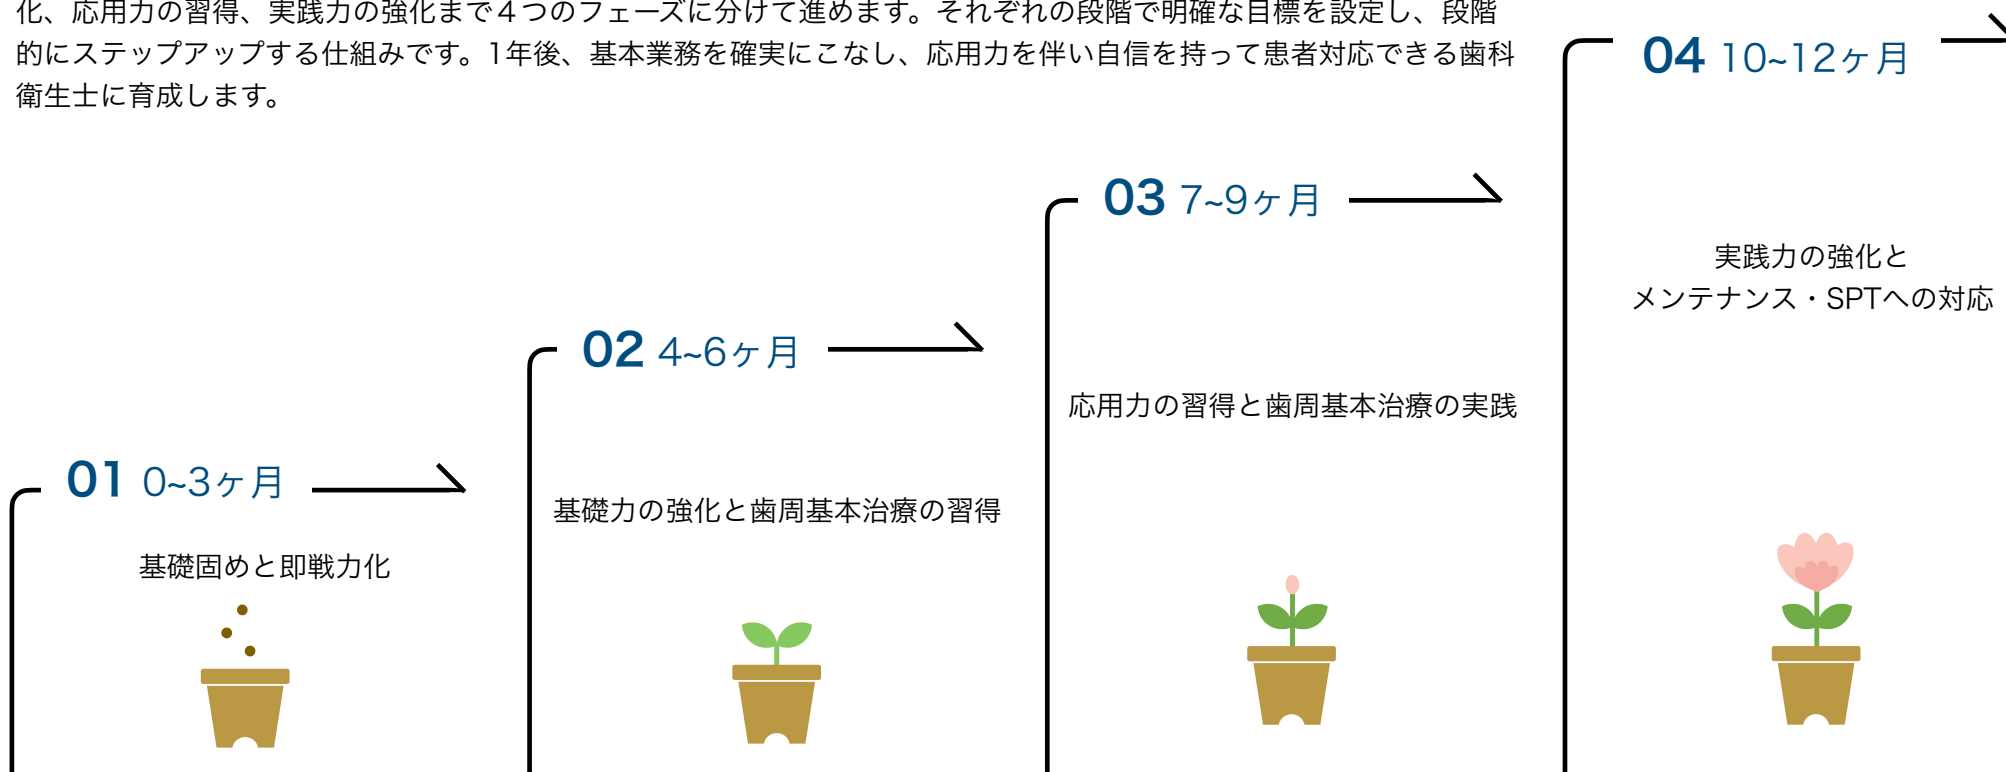 化、応用力の習得、実践力の強化まで４つのフェーズに分けて進めます。それぞれの段階で明確な目標を設定し、段階
的にステップアップする仕組みです。1年後、基本業務を確実にこなし、応用力を伴い自信を持って患者対応できる歯科
衛生士に育成します。
01 0~3ヶ月
基礎固めと即戦力化
02 4~6ヶ月
基礎力の強化と歯周基本治療の習得
03 7~9ヶ月
応用力の習得と歯周基本治療の実践
04 10~12ヶ月
実践力の強化と
メンテナンス・SPTへの対応